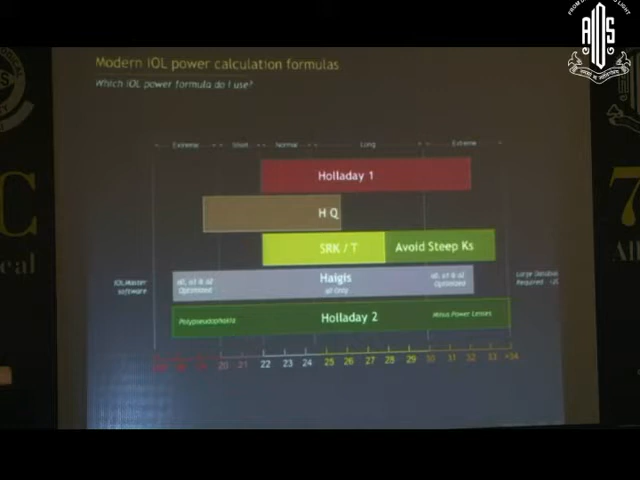 AIOS
Modern IOL power calculation formulas
Which IOL power formula do I use?
Extreme Short Normal Long Extreme
Holladay 1
H Q
SRK / T Avoid Steep Ks
IOLMaster software
a0, a1 & a2 Optimized
Haigis
a0 only
a0, a1 & a2 Optimized
Large Database Required
Polypseudophakia Holladay 2 Minus Power Lenses
20 21 22 23 24 25 26 27 28 29 30 31 32 33 >34